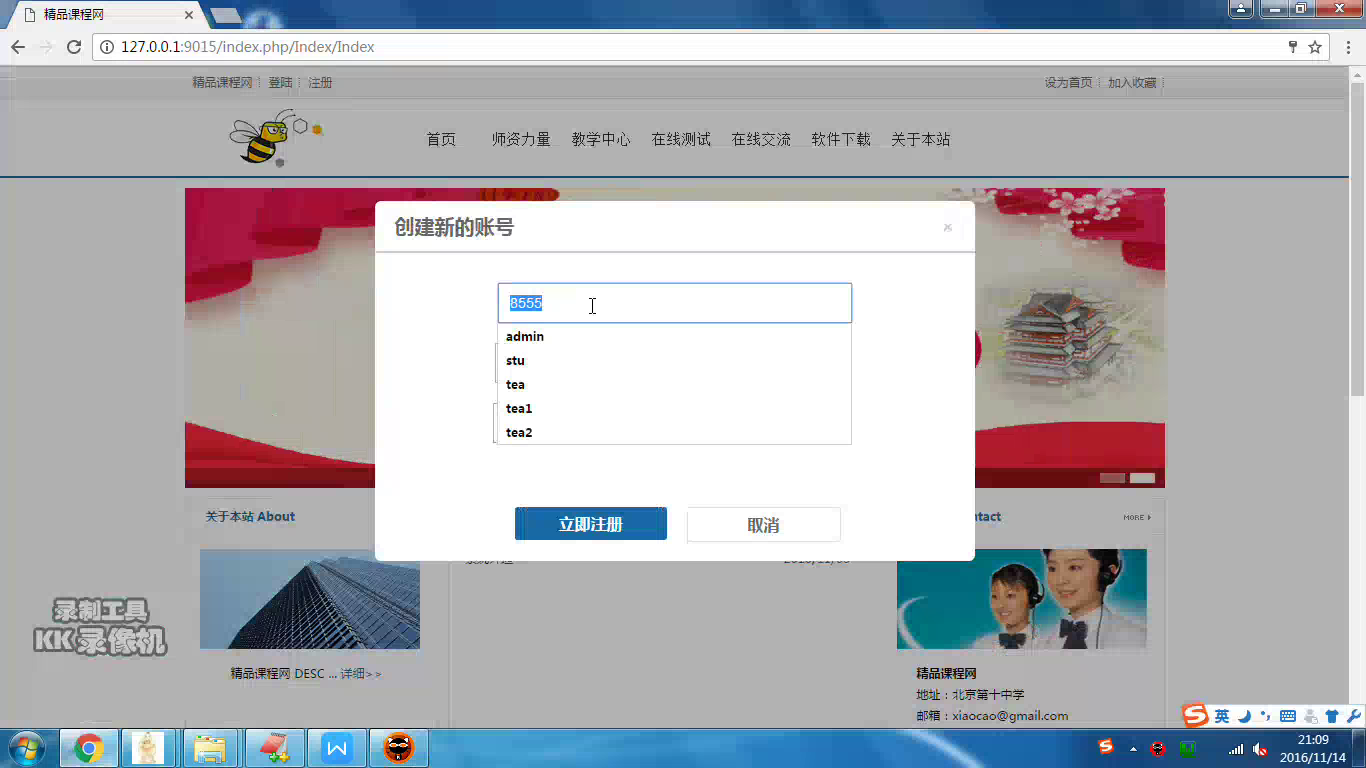 精品课程网
127.0.0.1:9015/index.php/Index/Index
精品课程网 登陆 注册 设为首页 加入收藏
首页 师资力量 教学中心 在线测试 在线交流 软件下载 关于本站
创建新的账号
×
8555
admin
stu
tea
tea1
tea2
立即注册 取消
关于本站 About
ntact MORE
录制工具
KK 录像机
精品课程网 DESC ... 详细>>
精品课程网
地址：北京第十中学
邮箱：xiaocao@gmail.com
英
21:09
2016/11/14